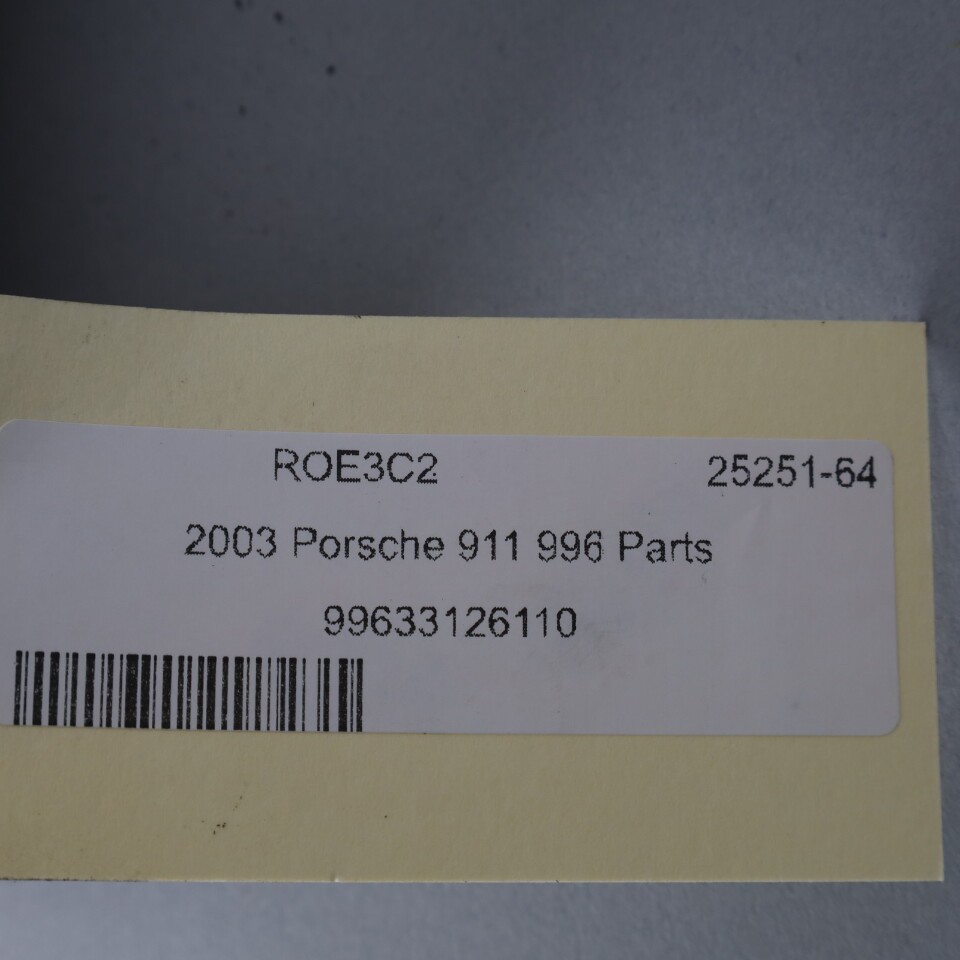 ROE3C2 25251-64
2003 Porsche 911 996 Parts
99633126110